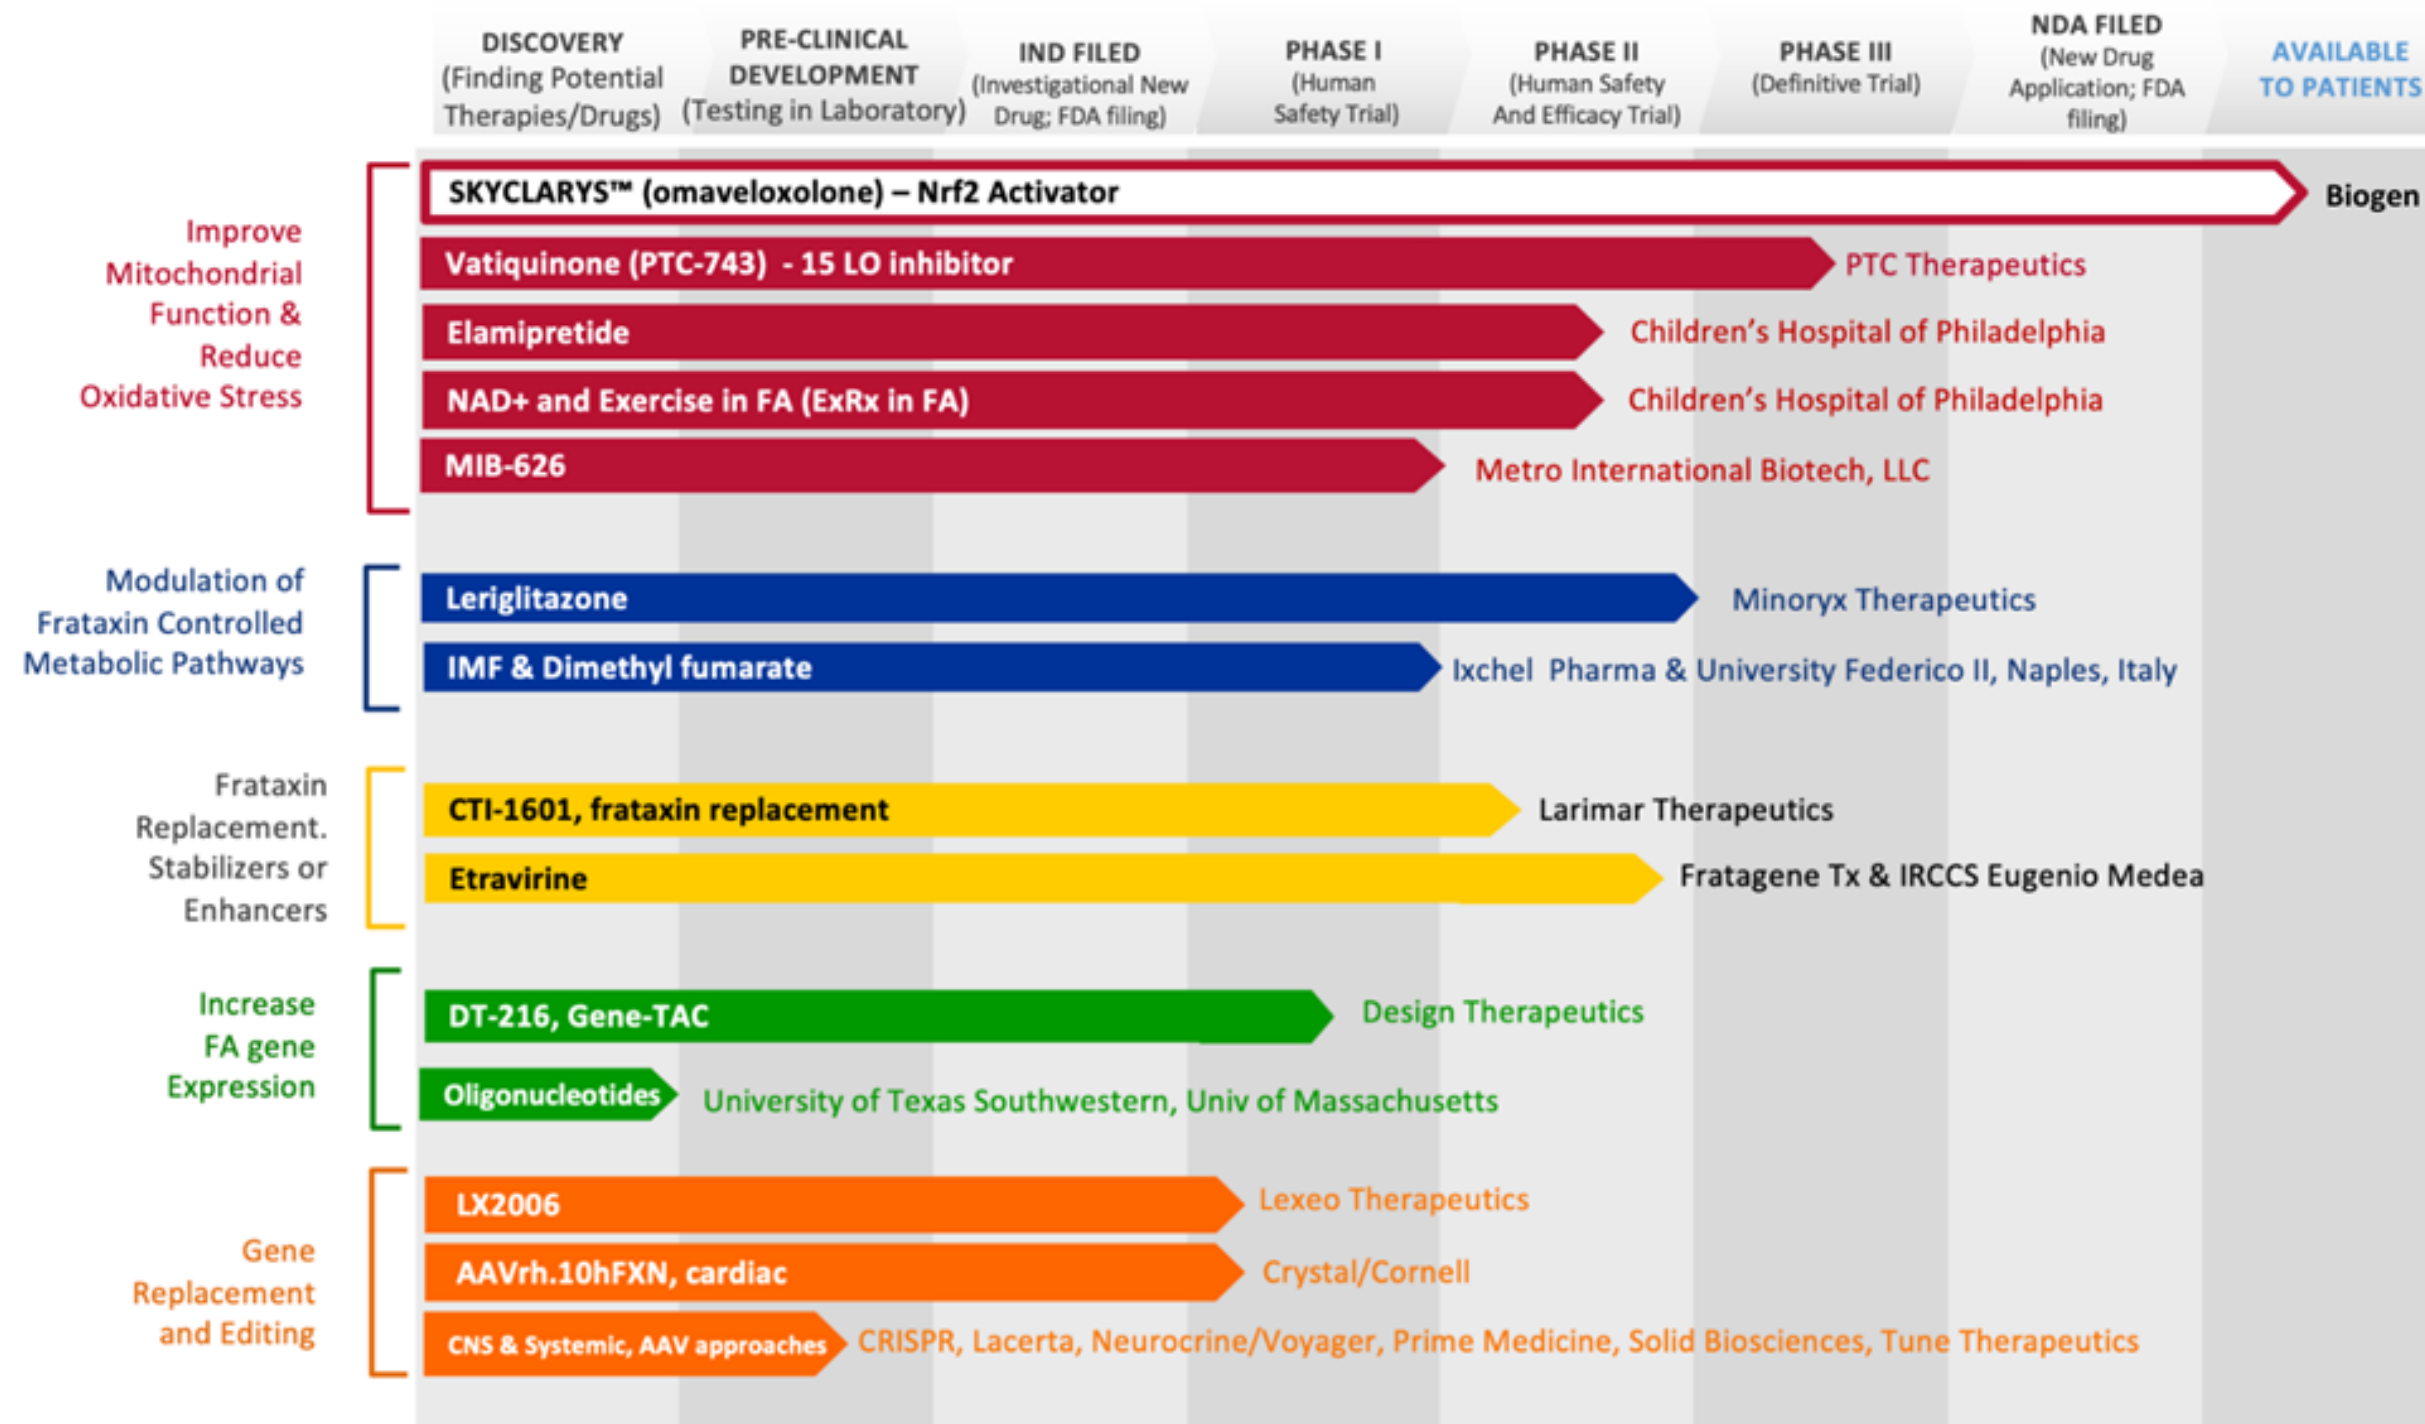 DISCOVERY
(Finding Potential
Therapies/Drugs)
PRE-CLINICAL
DEVELOPMENT
(Testing in Laboratory)
IND FILED
(Investigational New
Drug; FDA filing)
PHASE I
(Human
Safety Trial)
PHASE II
(Human Safety
And Efficacy Trial)
PHASE III
(Definitive Trial)
NDA FILED
(New Drug
Application; FDA
filing)
AVAILABLE
TO PATIENTS
Improve
Mitochondrial
Function &
Reduce
Oxidative Stress
SKYCLARYS™ (omaveloxolone) – Nrf2 Activator
Biogen
Vatiquinone (PTC-743)  - 15 LO inhibitor
PTC Therapeutics
Elamipretide
Children's Hospital of Philadelphia
NAD+ and Exercise in FA (ExRx in FA)
Children's Hospital of Philadelphia
MIB-626
Metro International Biotech, LLC
Modulation of
Frataxin Controlled
Metabolic Pathways
Leriglitazone
Minoryx Therapeutics
IMF & Dimethyl fumarate
Ixchel  Pharma & University Federico II, Naples, Italy
Frataxin
Replacement.
Stabilizers or
Enhancers
CTI-1601, frataxin replacement
Larimar Therapeutics
Etravirine
Fratagene Tx & IRCCS Eugenio Medea
Increase
FA gene
Expression
DT-216, Gene-TAC
Design Therapeutics
Oligonucleotides
University of Texas Southwestern, Univ of Massachusetts
Gene
Replacement
and Editing
LX2006
Lexeo Therapeutics
AAVrh.10hFXN, cardiac
Crystal/Cornell
CNS & Systemic, AAV approaches
CRISPR, Lacerta, Neurocrine/Voyager, Prime Medicine, Solid Biosciences, Tune Therapeutics